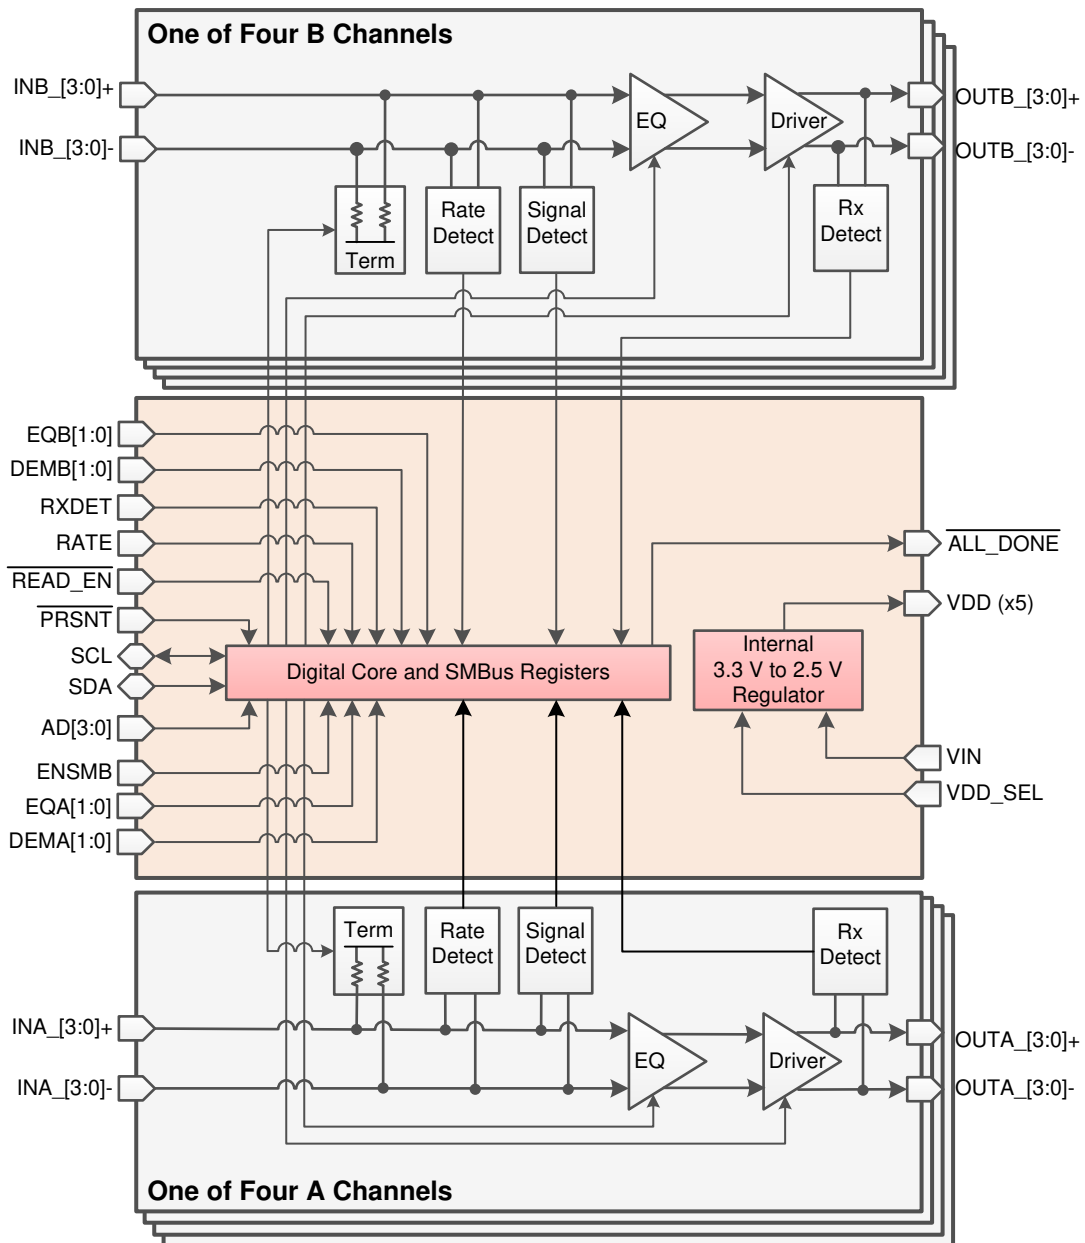 One of Four B Channels
INB_[3:0]+
INB_[3:0]-
EQ
Driver
OUTB_[3:0]+
OUTB_[3:0]-
Term
Rate
Detect
Signal
Detect
Rx
Detect
EQB[1:0]
DEMB[1:0]
RXDET
RATE
READ_EN
PRSNT
SCL
SDA
AD[3:0]
ENSMB
EQA[1:0]
DEMA[1:0]
Digital Core and SMBus Registers
ALL_DONE
VDD (x5)
Internal
3.3 V to 2.5 V
Regulator
VIN
VDD_SEL
Term
Rate
Detect
Signal
Detect
Rx
Detect
INA_[3:0]+
INA_[3:0]-
EQ
Driver
OUTA_[3:0]+
OUTA_[3:0]-
One of Four A Channels